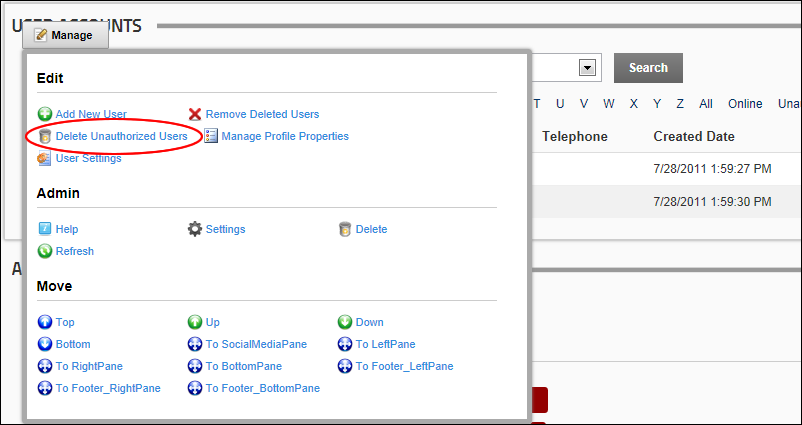 USER ACCOUNTS
Manage
Search
Edit
Add New User
Remove Deleted Users
Delete Unauthorized Users
Manage Profile Properties
User Settings
T U V W X Y Z All Online
Telephone Created Date
7/28/2011 1:59:27 PM
7/28/2011 1:59:30 PM
Admin
Help Settings Delete
Refresh
A
Move
Top Up Down
Bottom To SocialMediaPane To LeftPane
To RightPane To BottomPane To Footer_LeftPane
To Footer_RightPane To Footer_BottomPane